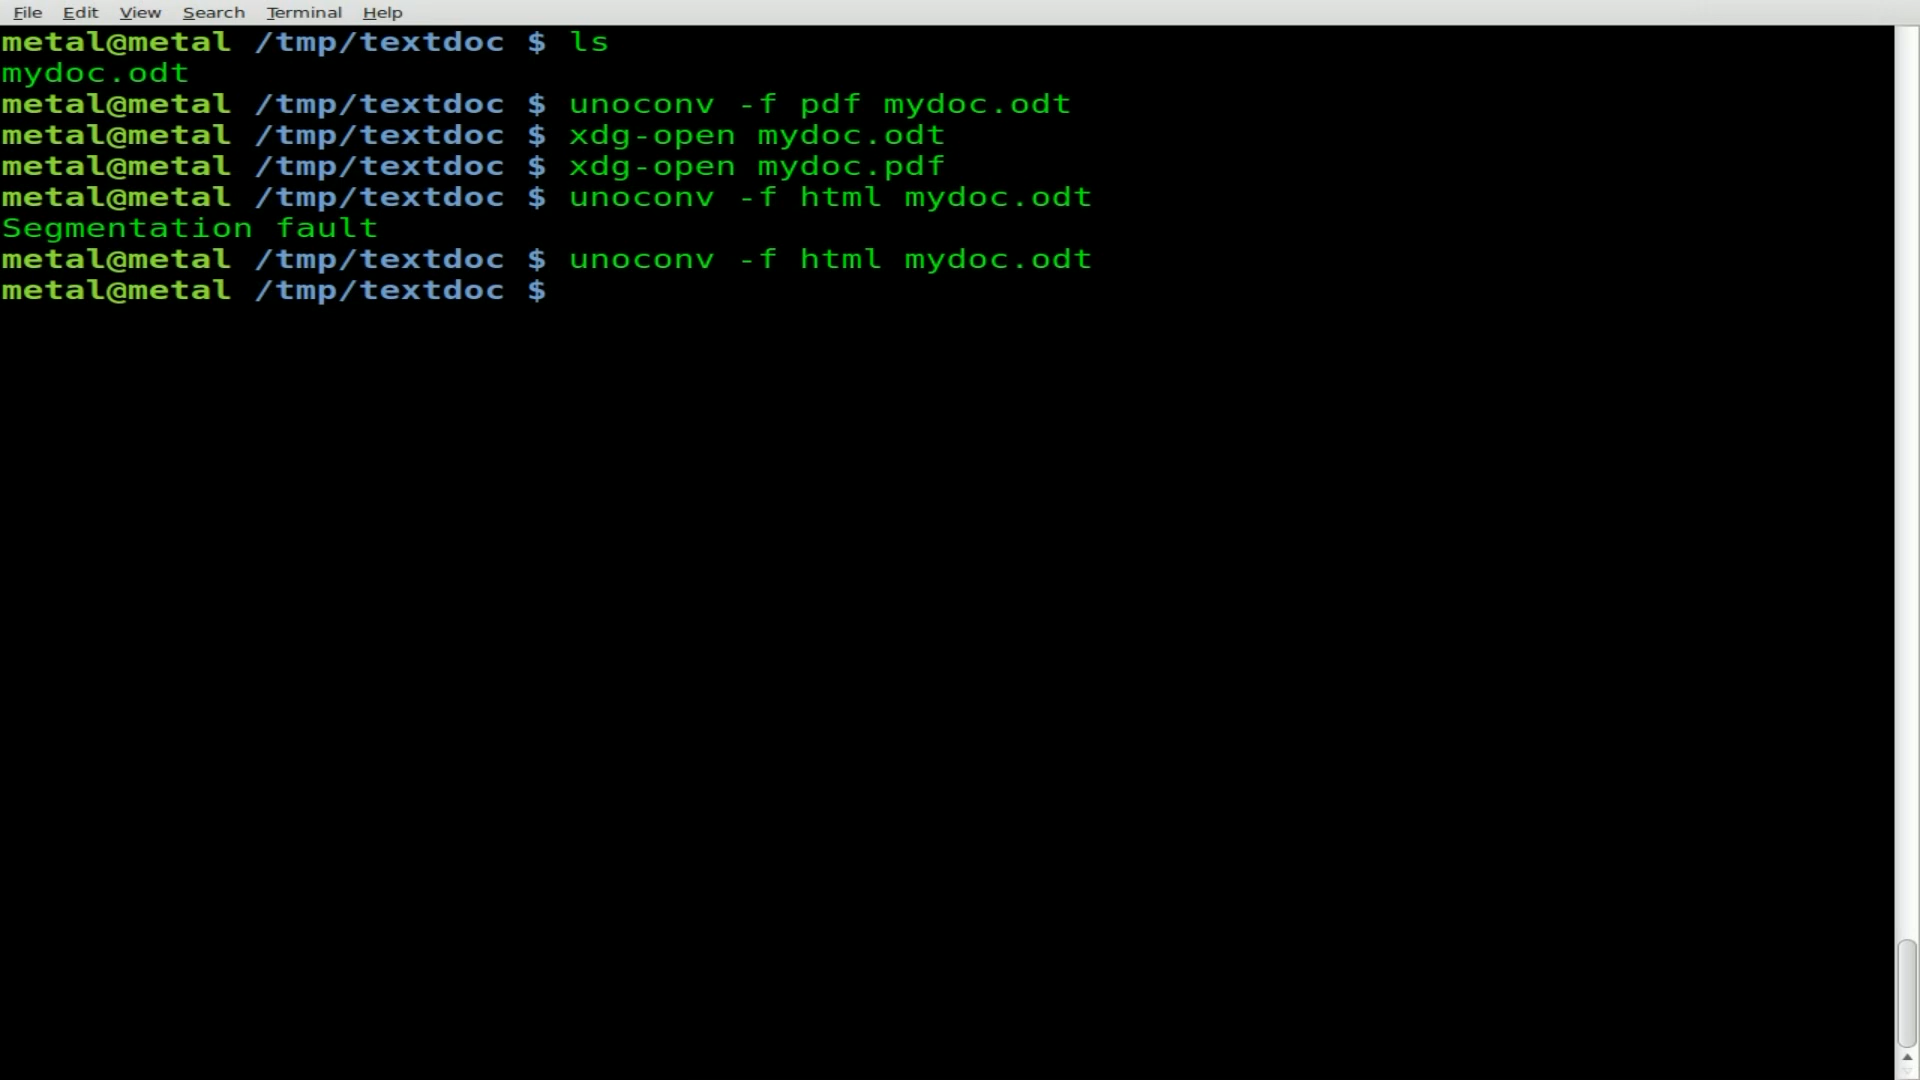 File Edit View Search Terminal Help
metal@metal /tmp/textdoc $ ls
mydoc.odt
metal@metal /tmp/textdoc $ unoconv -f pdf mydoc.odt
metal@metal /tmp/textdoc $ xdg-open mydoc.odt
metal@metal /tmp/textdoc $ xdg-open mydoc.pdf
metal@metal /tmp/textdoc $ unoconv -f html mydoc.odt
Segmentation fault
metal@metal /tmp/textdoc $ unoconv -f html mydoc.odt
metal@metal /tmp/textdoc $